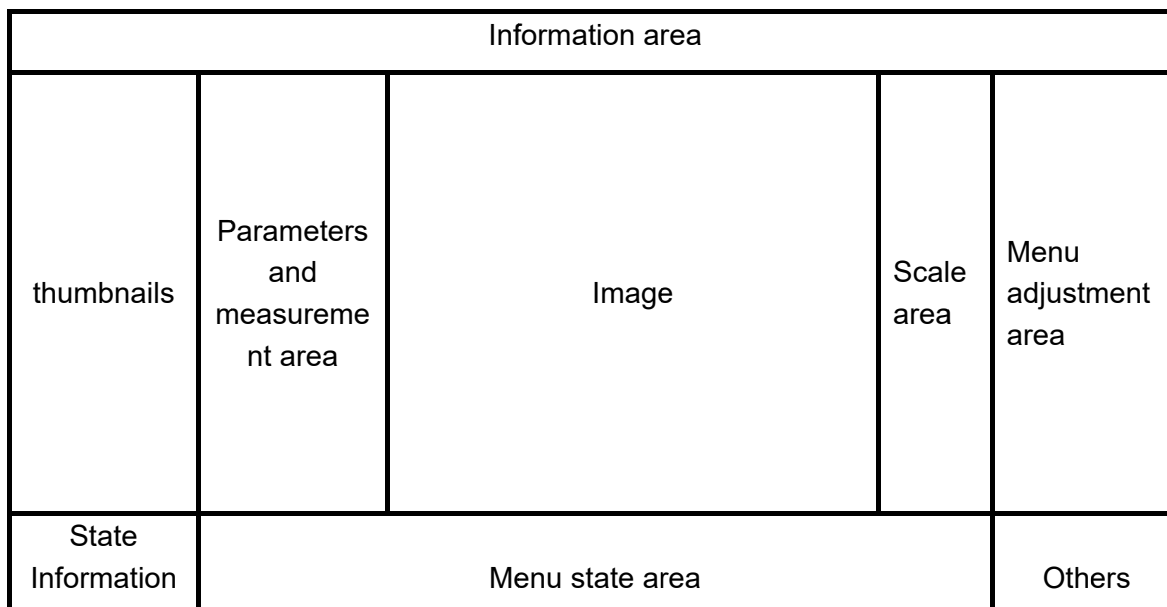 Information area
thumbnails
Parameters
and
measureme
nt area
Image
Scale
area
Menu
adjustment
area
State
Information
Menu state area
Others